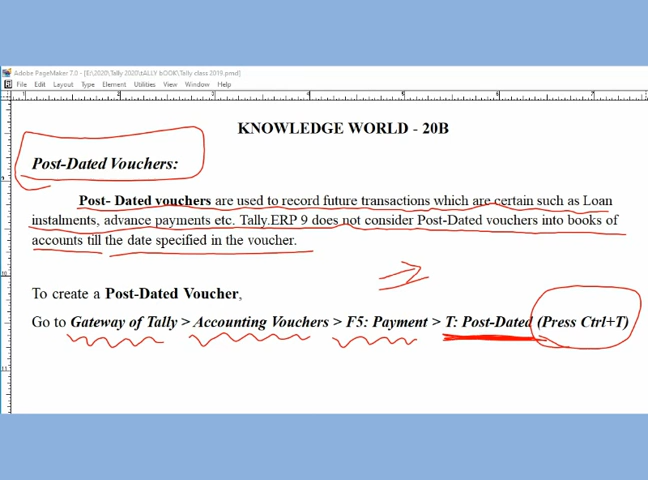 Adobe PageMaker 7.0 - [E:\2020\Tally 2020\tALLY bOOK\Tally class 2019.pmd]
File Edit Layout Type Element Utilities View Window Help
KNOWLEDGE WORLD - 20B
Post-Dated Vouchers:
Post- Dated vouchers are used to record future transactions which are certain such as Loan
instalments, advance payments etc. Tally.ERP 9 does not consider Post-Dated vouchers into books of
accounts till the date specified in the voucher.
To create a Post-Dated Voucher,
Go to Gateway of Tally > Accounting Vouchers > F5: Payment > T: Post-Dated (Press Ctrl+T)